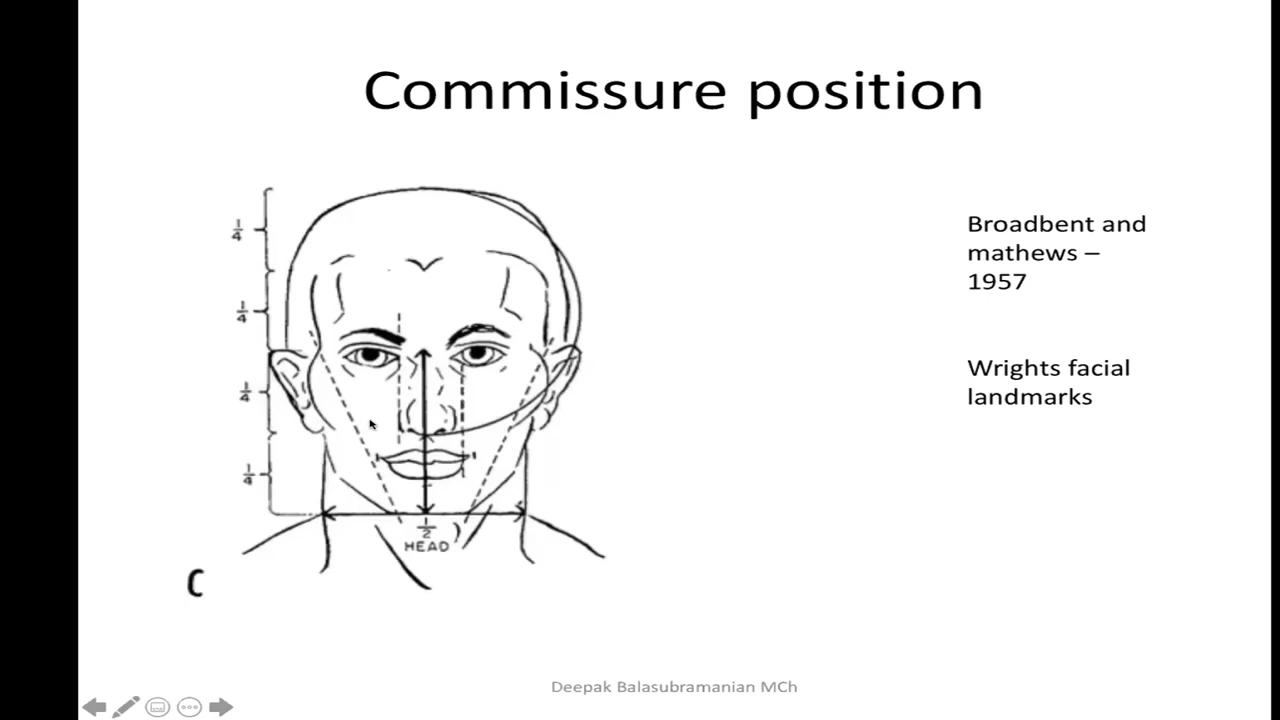 Commissure position
Broadbent and
mathews –
1957
Wrights facial
landmarks
1/4
1/4
1/4
1/4
1/2
HEAD
C
Deepak Balasubramanian MCh